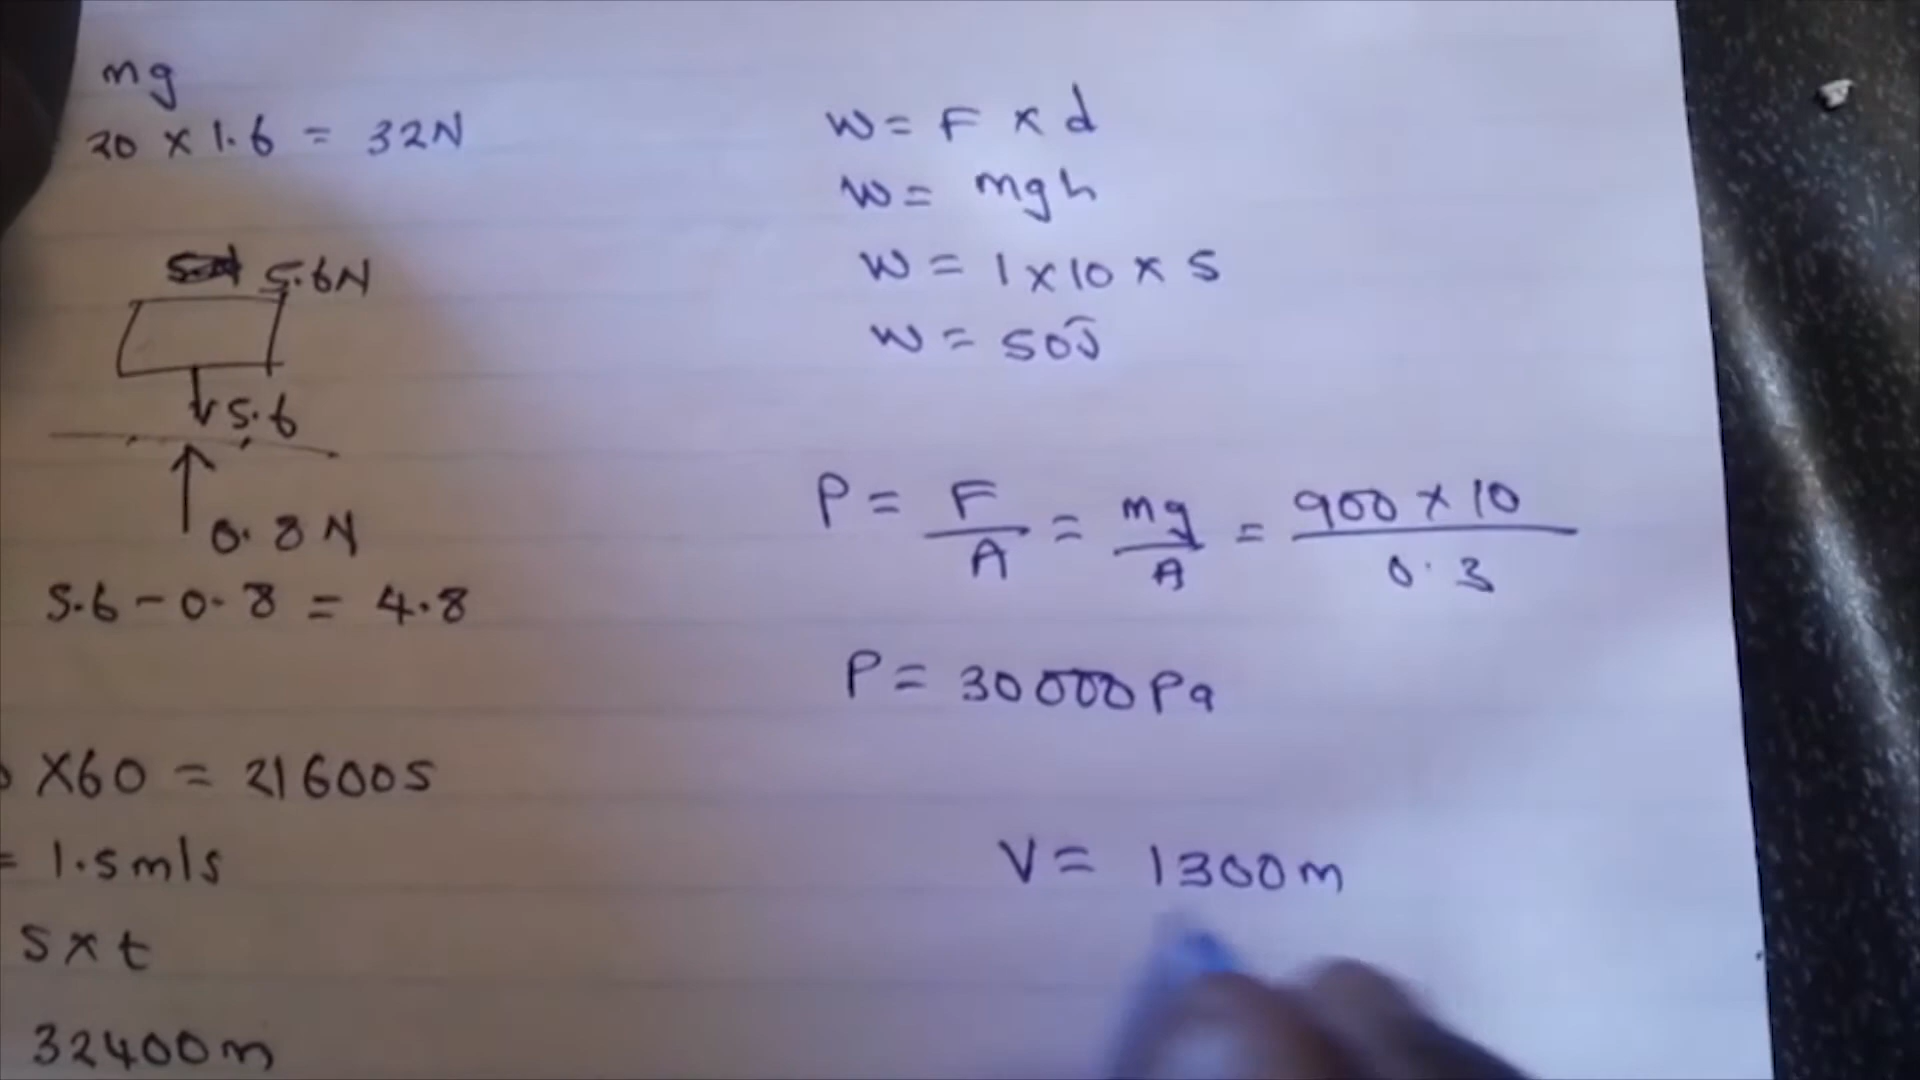 mg
20 x 1.6 = 32N
5.6N
5.6
0.8N
5.6 - 0.8 = 4.8
x60 = 21600s
= 1.5m/s
s x t
32400m
W = F x d
W = mgh
W = 1 x 10 x 5
W = 50J
P = F/A = mg/A = 900 x 10/0.3
P = 30000Pa
V = 1300m